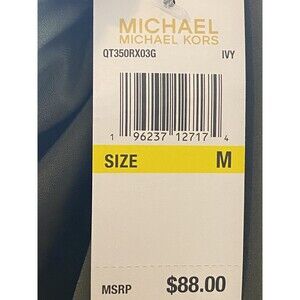 MICHAEL
MICHAEL KORS
QT350RX03G IVY
1 96237 12717 4
SIZE M
MSRP $88.00